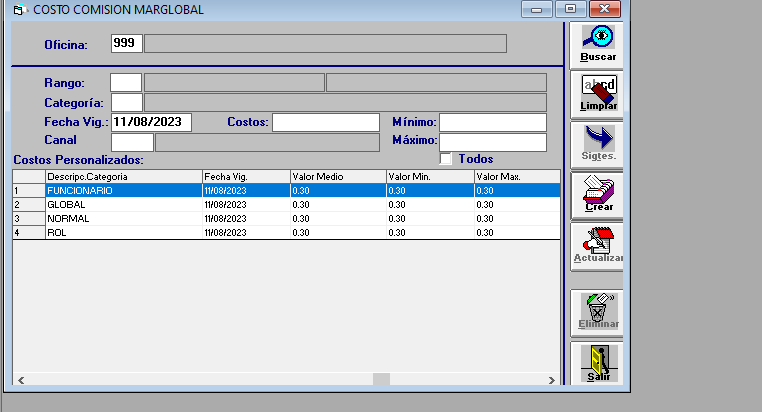 COSTO COMISION MARGLOBAL
Oficina: 999
Buscar
Rango:
Categoría:
abcd
Limpiar
Fecha Vig.: 11/08/2023 Costos: Mínimo:
Canal Máximo:
Sigtes.
Costos Personalizados: Todos
Descripc.Categoria Fecha Vig. Valor Medio Valor Min. Valor Max.
1 FUNCIONARIO 11/08/2023 0.30 0.30 0.30
2 GLOBAL 11/08/2023 0.30 0.30 0.30
3 NORMAL 11/08/2023 0.30 0.30 0.30
4 ROL 11/08/2023 0.30 0.30 0.30
Crear
Actualizar
Eliminar
Salir